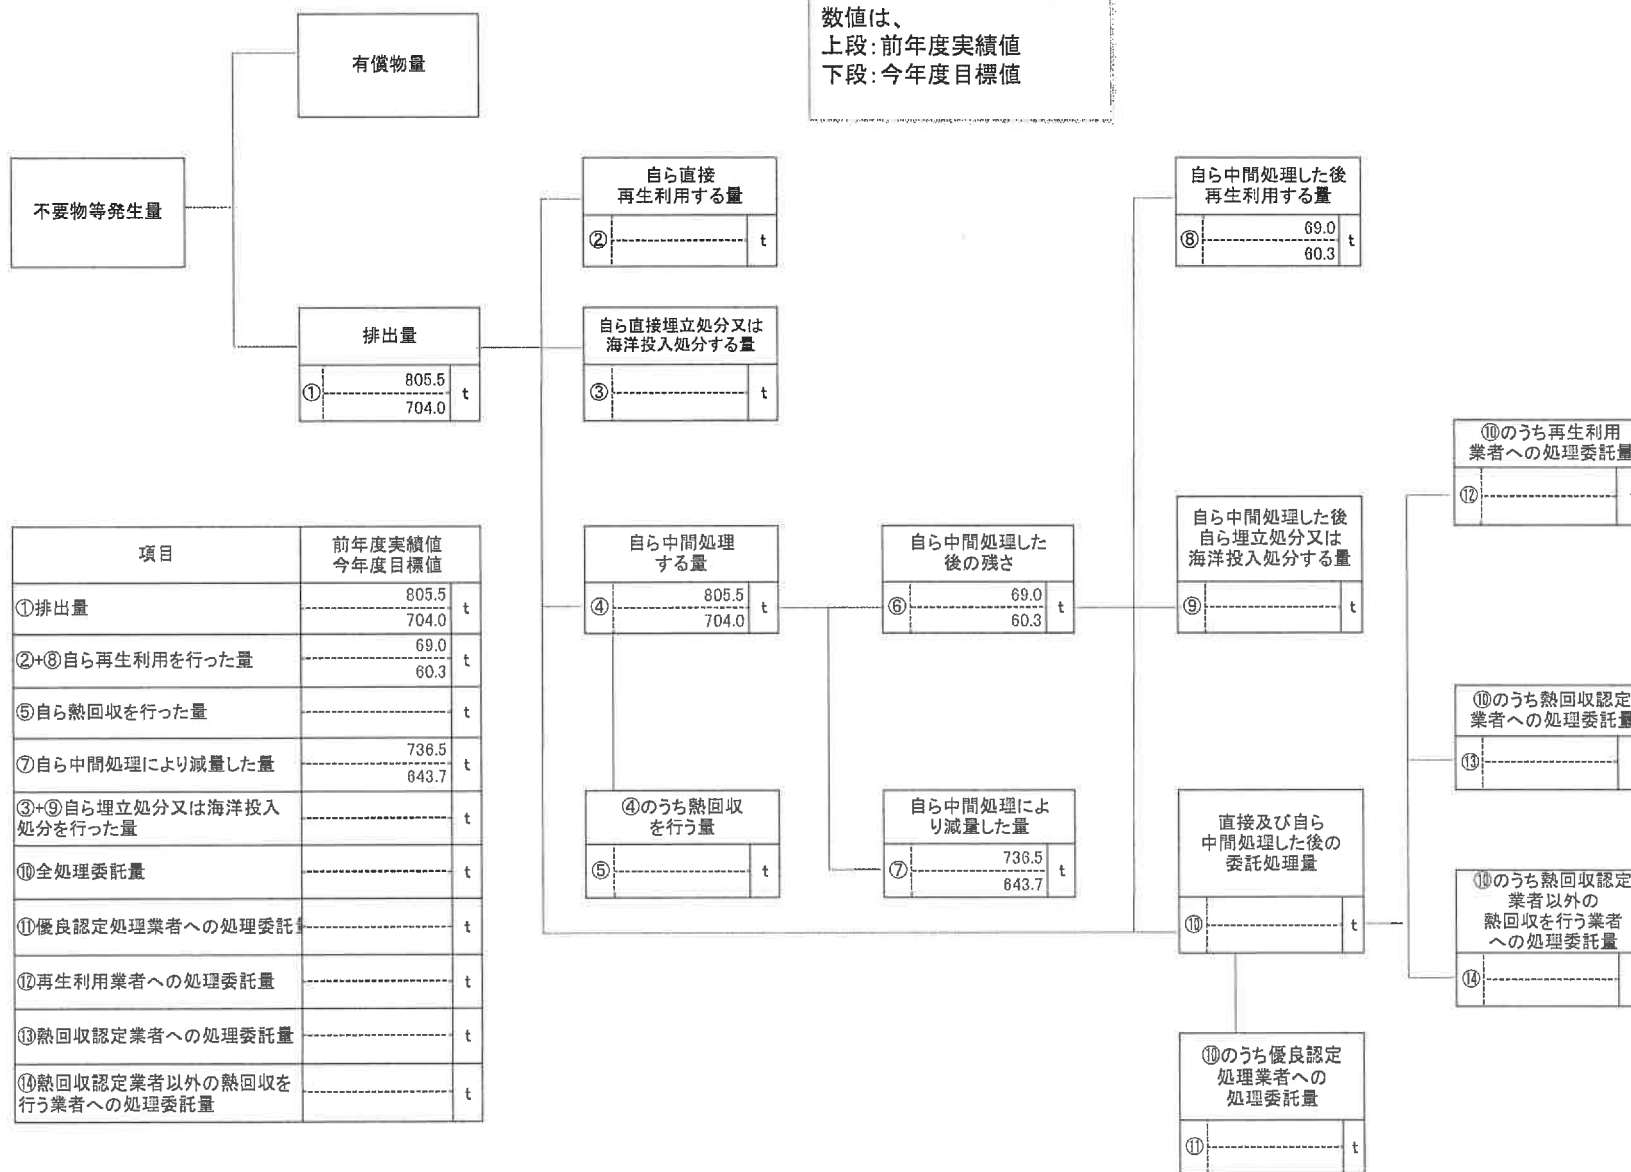 数値は、
上段：前年度実績値
下段：今年度目標値
有償物量
不要物等発生量
排出量
①
805.5
704.0
t
自ら直接
再生利用する量
②
t
自ら直接埋立処分又は
海洋投入処分する量
③
t
自ら中間処理した後
再生利用する量
⑧
69.0
60.3
t
自ら中間処理
する量
④
805.5
704.0
t
自ら中間処理した
後の残さ
⑥
69.0
60.3
t
自ら中間処理した後
自ら埋立処分又は
海洋投入処分する量
⑨
t
④のうち熱回収
を行う量
⑤
t
自ら中間処理によ
り減量した量
⑦
736.5
643.7
t
直接及び自ら
中間処理した後の
委託処理量
⑩
t
⑩のうち優良認定
処理業者への
処理委託量
⑪
t
⑩のうち再生利用
業者への処理委託量
⑫
⑩のうち熱回収認定
業者への処理委託量
⑬
⑩のうち熱回収認定
業者以外の
熱回収を行う業者
への処理委託量
⑭
項目
前年度実績値
今年度目標値
①排出量
805.5
704.0
t
②+⑧自ら再生利用を行った量
69.0
60.3
t
⑤自ら熱回収を行った量
t
⑦自ら中間処理により減量した量
736.5
643.7
t
③+⑨自ら埋立処分又は海洋投入
処分を行った量
t
⑩全処理委託量
t
⑪優良認定処理業者への処理委託
t
⑫再生利用業者への処理委託量
t
⑬熱回収認定業者への処理委託量
t
⑭熱回収認定業者以外の熱回収を
行う業者への処理委託量
t